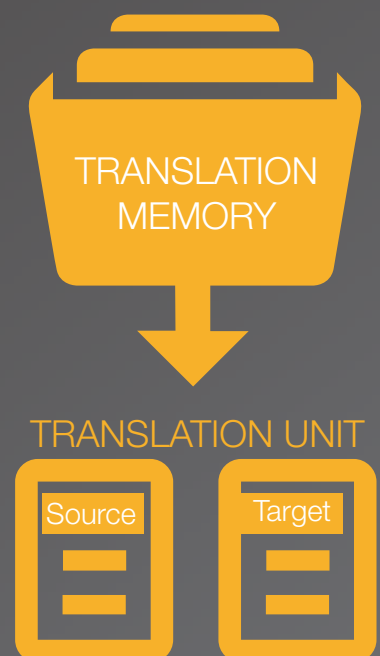 TRANSLATION
MEMORY
TRANSLATION UNIT
Source
Target